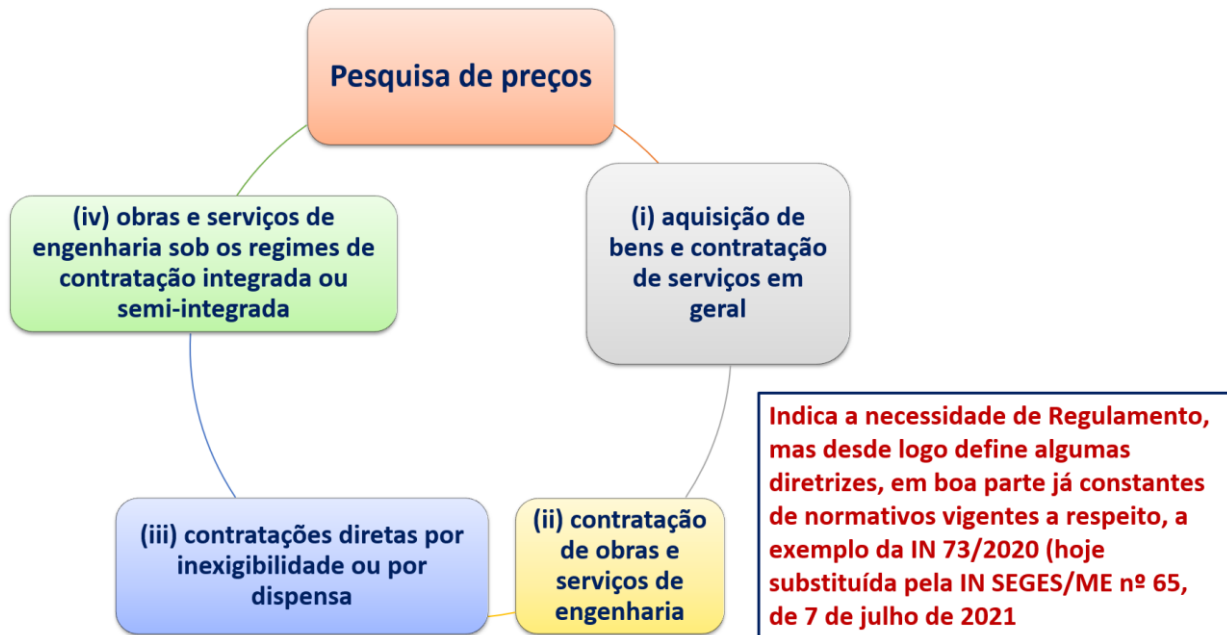 Pesquisa de preços
(iv) obras e serviços de
engenharia sob os regimes de
contratação integrada ou
semi-integrada
(i) aquisição de
bens e contratação
de serviços em
geral
(iii) contratações diretas por
inexigibilidade ou por
dispensa
(ii) contratação
de obras e
serviços de
engenharia
Indica a necessidade de Regulamento,
mas desde logo define algumas
diretrizes, em boa parte já constantes
de normativos vigentes a respeito, a
exemplo da IN 73/2020 (hoje
substituída pela IN SEGES/ME nº 65,
de 7 de julho de 2021